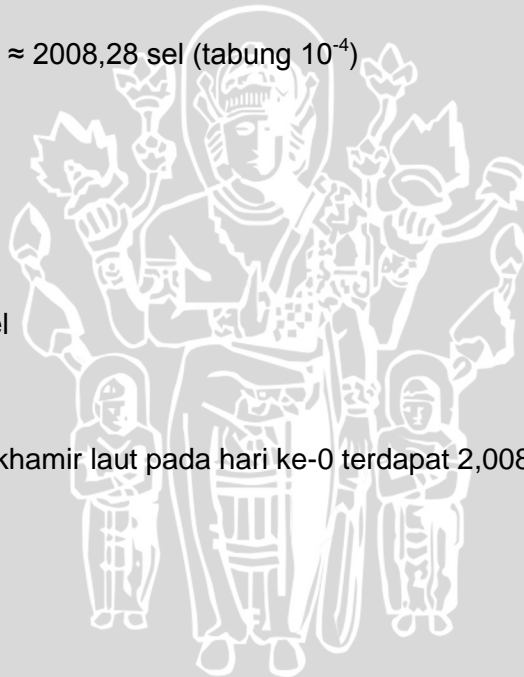 ≈ 2008,28 sel (tabung 10⁻⁴)
el
khamir laut pada hari ke-0 terdapat 2,008